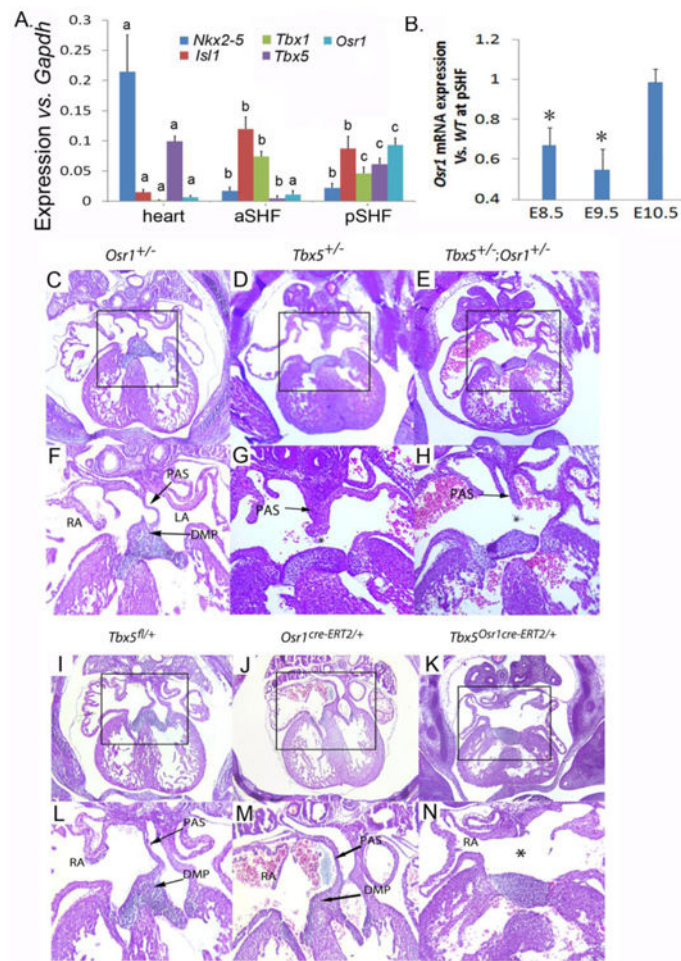 A.
Expression vs. Gapdh
0.3
0.25
0.2
0.15
0.1
0.05
0
Nkx2-5 Tbx1 Osr1
Isl1 Tbx5
a a a a a
b b b b a
b b c c c
heart aSHF pSHF
B.
Osr1 mRNA expression
Vs. WT at pSHF
1.2
1
0.8
0.6
0.4
* *
E8.5 E9.5 E10.5
Osr1+/- Tbx5+/- Tbx5+/-;Osr1+/-
C D E
F G H
PAS
RA LA
DMP
PAS
*
PAS
*
Tbx5fl/+ Osr1cre-ERT2/+ Tbx5Osr1cre-ERT2/+
I J K
L M N
PAS
RA
DMP
PAS
RA
DMP
RA
*